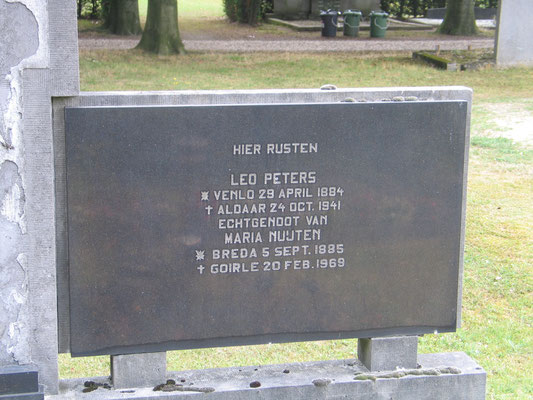 HIER RUSTEN
LEO PETERS
* VENLO 29 APRIL 1884
† ALDAAR 24 OCT. 1941
ECHTGENOOT VAN
MARIA NUIJTEN
* BREDA 5 SEPT. 1885
† GOIRLE 20 FEB. 1969